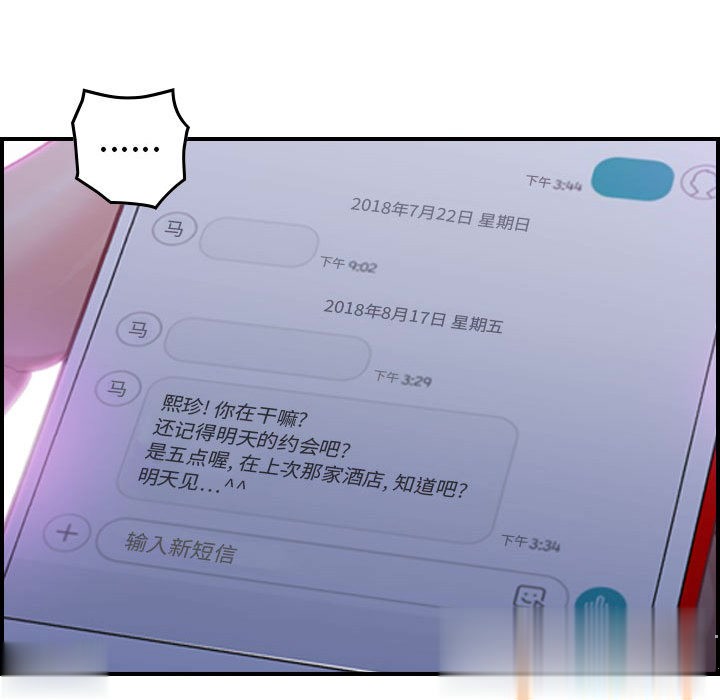 ......
下午 3:44
2018年7月22日 星期日
马
下午 9:02
2018年8月17日 星期五
马
下午 3:29
马
熙珍! 你在干嘛?
还记得明天的约会吧?
是五点喔, 在上次那家酒店, 知道吧?
明天见...^^
下午 3:34
+ 输入新短信